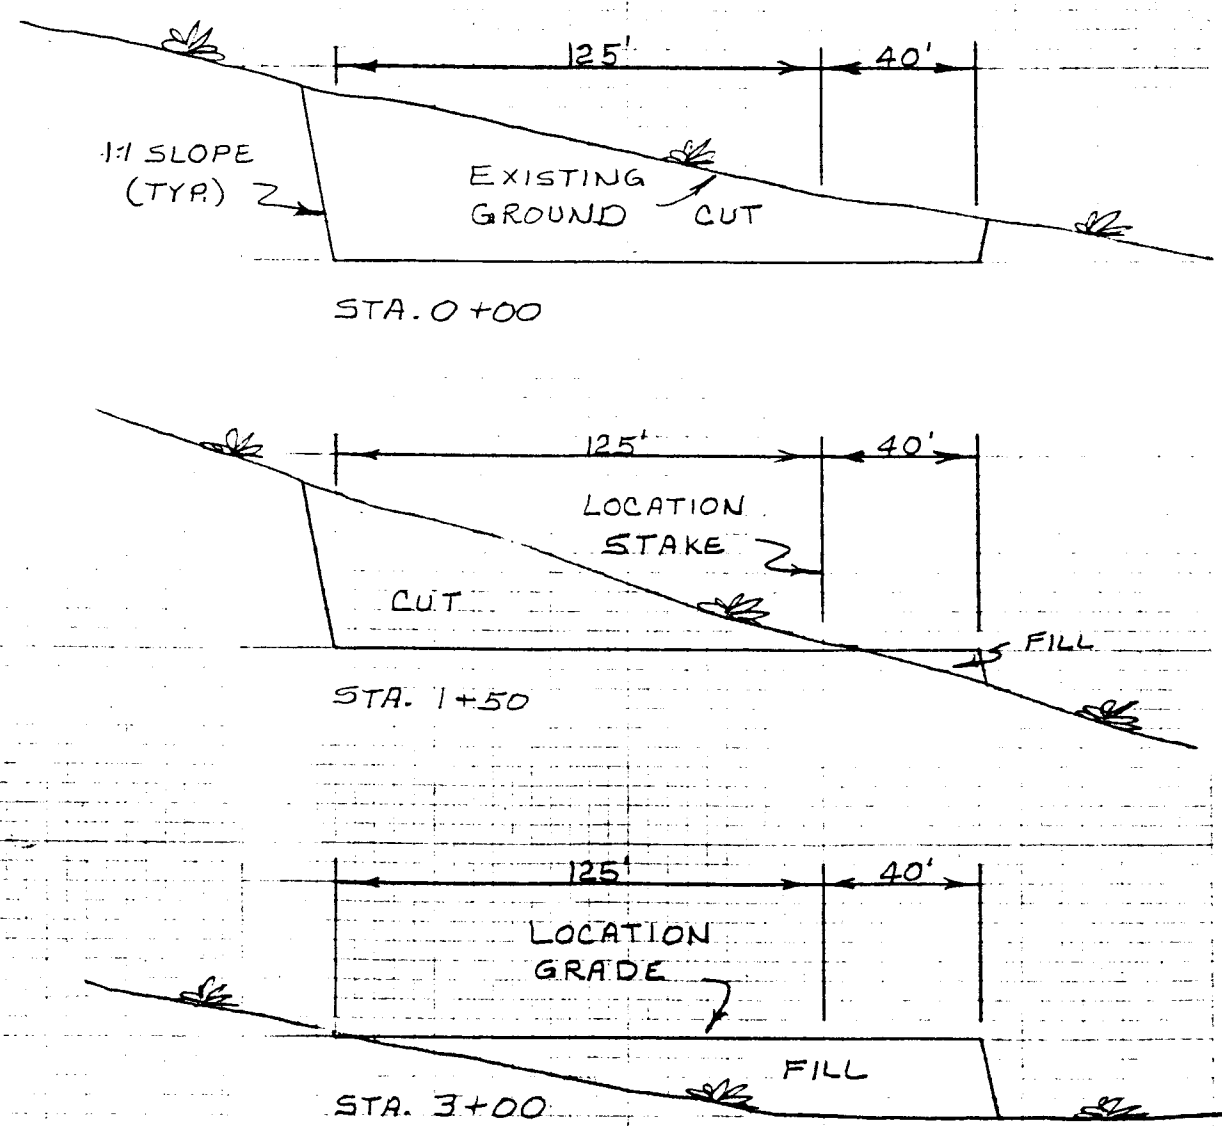 125'
40'
1:1 SLOPE
(TYP.)
EXISTING
GROUND
CUT
STA. 0+00
125'
40'
LOCATION
STAKE
CUT
FILL
STA. 1+50
125'
40'
LOCATION
GRADE
FILL
STA. 3+00